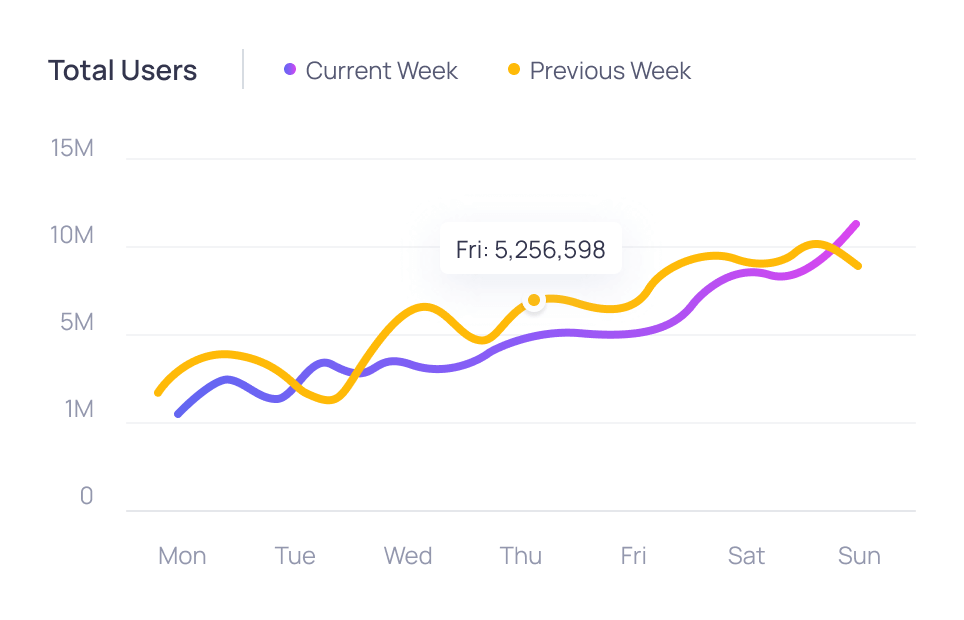 Total Users
Current Week
Previous Week
15M
10M
5M
1M
0
Fri: 5,256,598
Mon Tue Wed Thu Fri Sat Sun